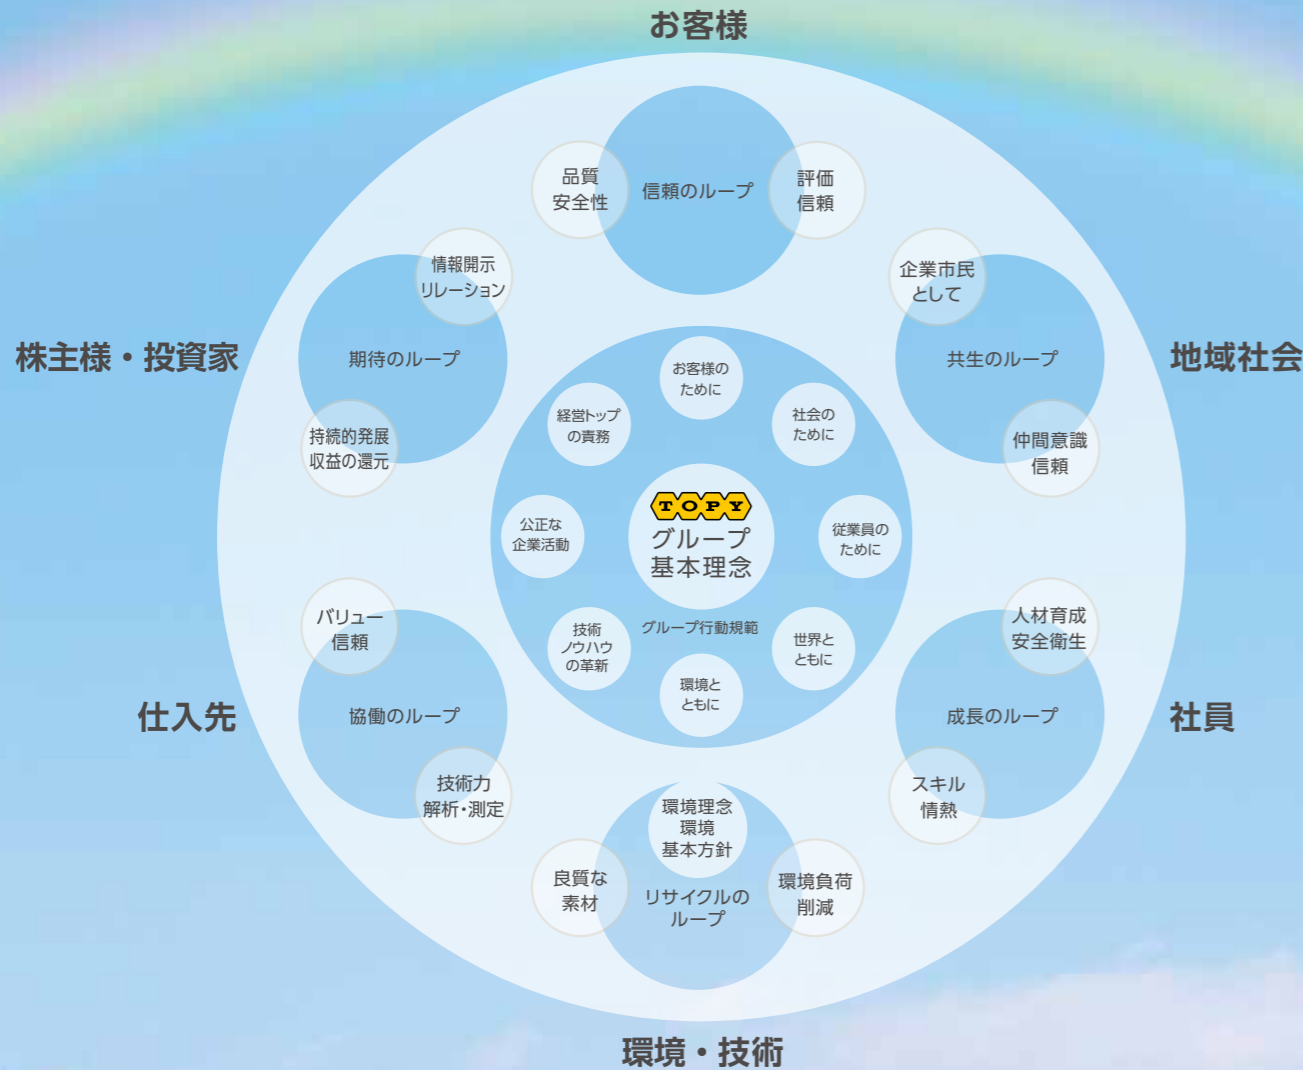 お客様
品質
安全性
信頼のループ
評価
信頼
情報開示
リレーション
企業市民
として
株主様・投資家
期待のループ
共生のループ
地域社会
持続的発展
収益の還元
仲間意識
信頼
お客様の
ために
経営トップ
の責務
社会の
ために
公正な
企業活動
TOPY
グループ
基本理念
従業員の
ために
技術
ノウハウ
の革新
グループ行動規範
世界と
ともに
環境と
ともに
バリュー
信頼
人材育成
安全衛生
仕入先
協働のループ
成長のループ
社員
技術力
解析・測定
スキル
情熱
環境理念
環境
基本方針
良質な
素材
リサイクルの
ループ
環境負荷
削減
環境・技術